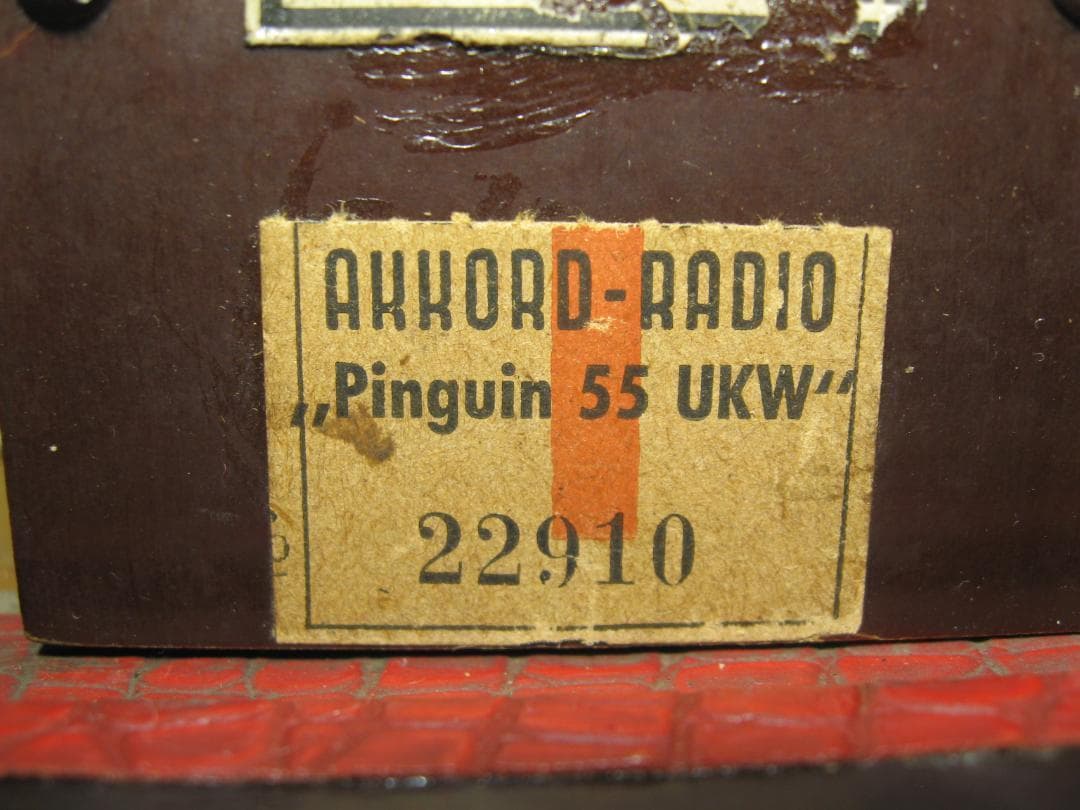 AKKORD-RADIO
„Pinguin 55 UKW“
22910